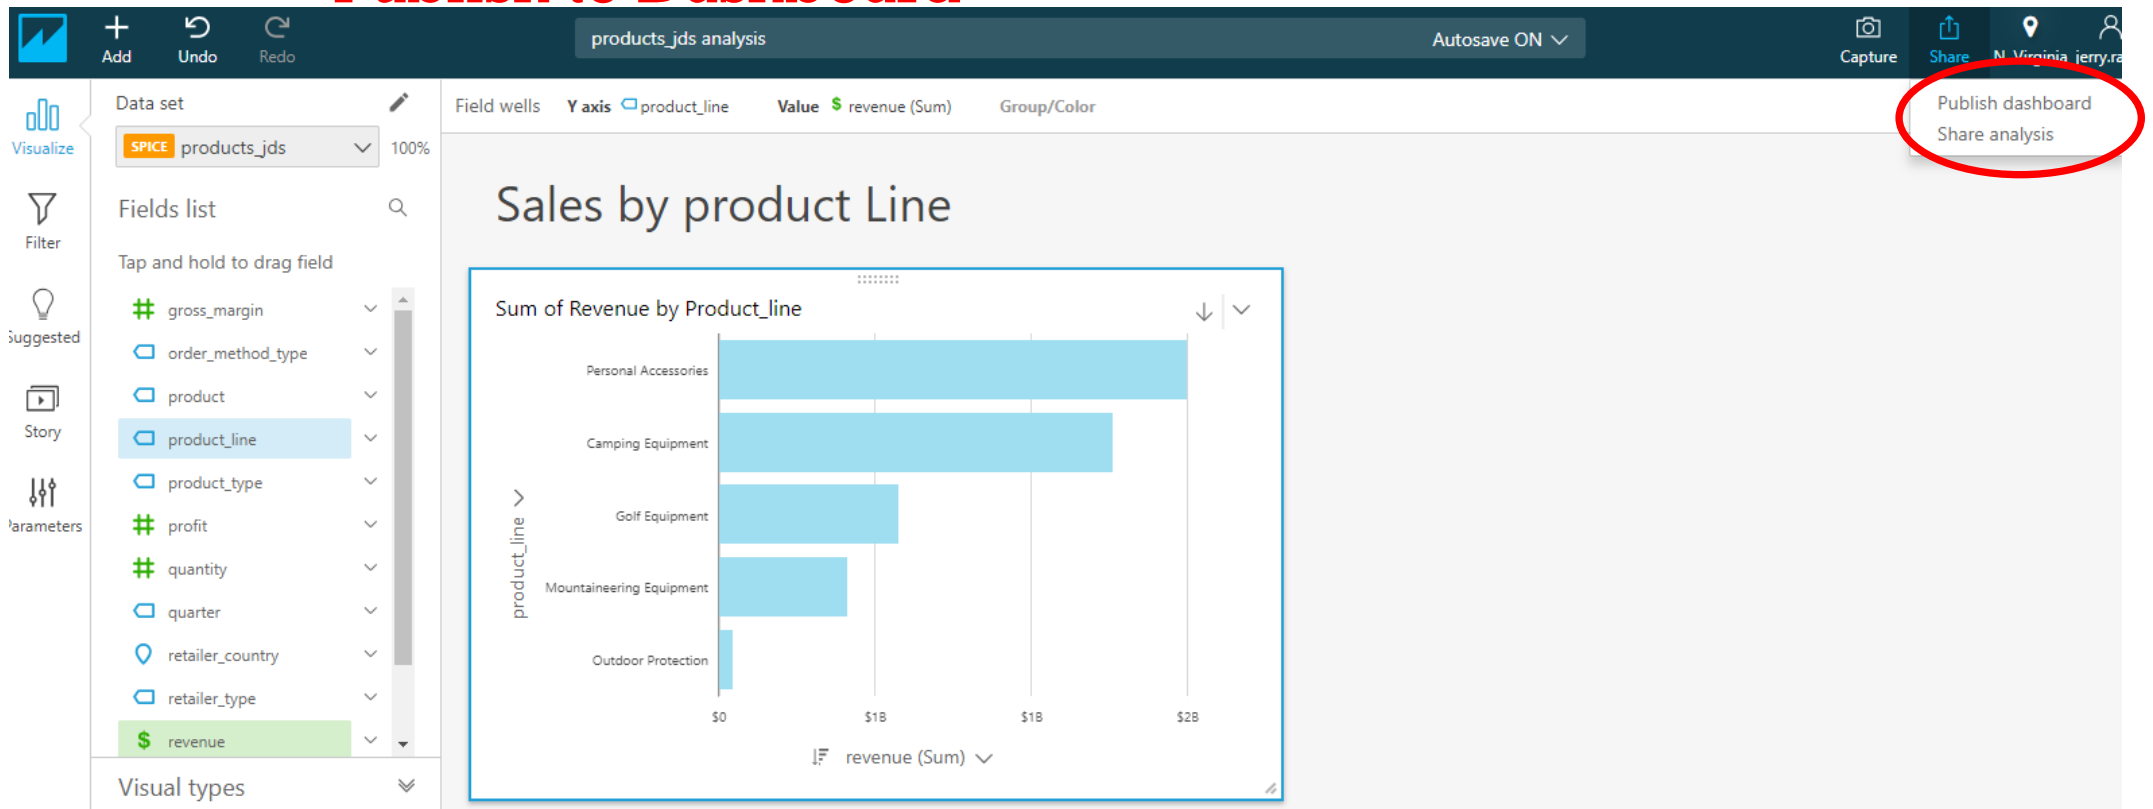 Publish to Dashboard
Add
Undo
Redo
products_jds analysis
Autosave ON
Capture
Share
N. Virginia
jerry.ra
Publish dashboard
Share analysis
Visualize
Filter
Suggested
Story
Parameters
Data set
SPICE products_jds
100%
Fields list
Tap and hold to drag field
gross_margin
order_method_type
product
product_line
product_type
profit
quantity
quarter
retailer_country
retailer_type
$ revenue
Visual types
Field wells Y axis product_line Value $ revenue (Sum) Group/Color
Sales by product Line
Sum of Revenue by Product_line
Personal Accessories
Camping Equipment
Golf Equipment
Mountaineering Equipment
Outdoor Protection
product_line
$0 $1B $1B $2B
revenue (Sum)